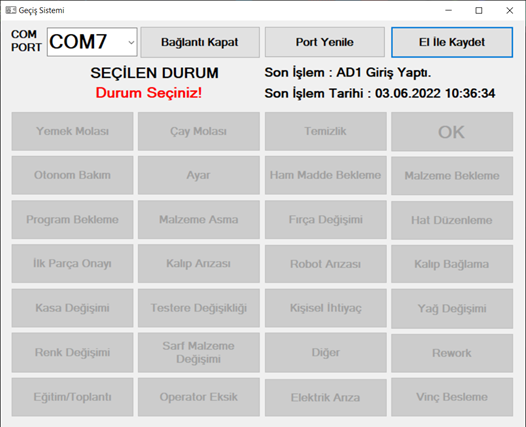 Geçiş Sistemi
COM
PORT
COM7
Bağlantı Kapat
Port Yenile
El İle Kaydet
SEÇİLEN DURUM
Durum Seçiniz!
Son İşlem : AD1 Giriş Yaptı.
Son İşlem Tarihi : 03.06.2022 10:36:34
Yemek Molası
Çay Molası
Temizlik
OK
Otonom Bakım
Ayar
Ham Madde Bekleme
Malzeme Bekleme
Program Bekleme
Malzeme Asma
Fırça Değişimi
Hat Düzenleme
İlk Parça Onayı
Kalıp Arızası
Robot Arızası
Kalıp Bağlama
Kasa Değişimi
Testere Değişikliği
Kişisel İhtiyaç
Yağ Değişimi
Renk Değişimi
Sarf Malzeme
Değişimi
Diğer
Rework
Eğitim/Toplantı
Operator Eksik
Elektrik Arıza
Vinç Besleme